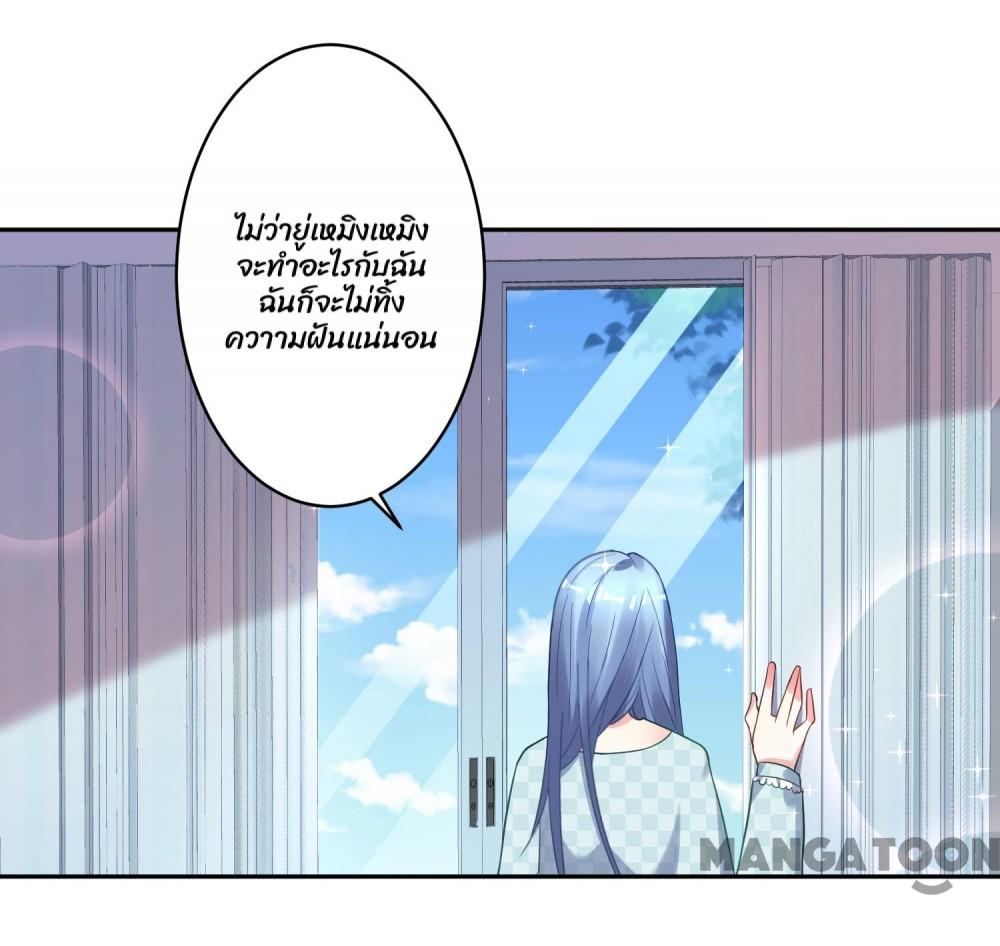 ไม่ว่ายู่เหมิงเหมิง
จะทำอะไรกับฉัน
ฉันก็จะไม่ทิ้ง
ควาามฝันแน่นอน
MANGATOON